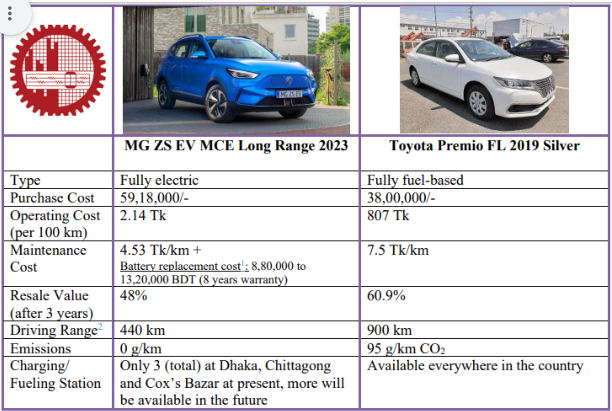 MG ZS EV MCE Long Range 2023 Toyota Premio FL 2019 Silver
Type Fully electric Fully fuel-based
Purchase Cost 59,18,000/- 38,00,000/-
Operating Cost 2.14 Tk 807 Tk
(per 100 km)
Maintenance 4.53 Tk/km + 7.5 Tk/km
Cost Battery replacement cost¹: 8,80,000 to
13,20,000 BDT (8 years warranty)
Resale Value 48% 60.9%
(after 3 years)
Driving Range² 440 km 900 km
Emissions 0 g/km 95 g/km CO₂
Charging/ Only 3 (total) at Dhaka, Chittagong Available everywhere in the country
Fueling Station and Cox's Bazar at present, more will
be available in the future